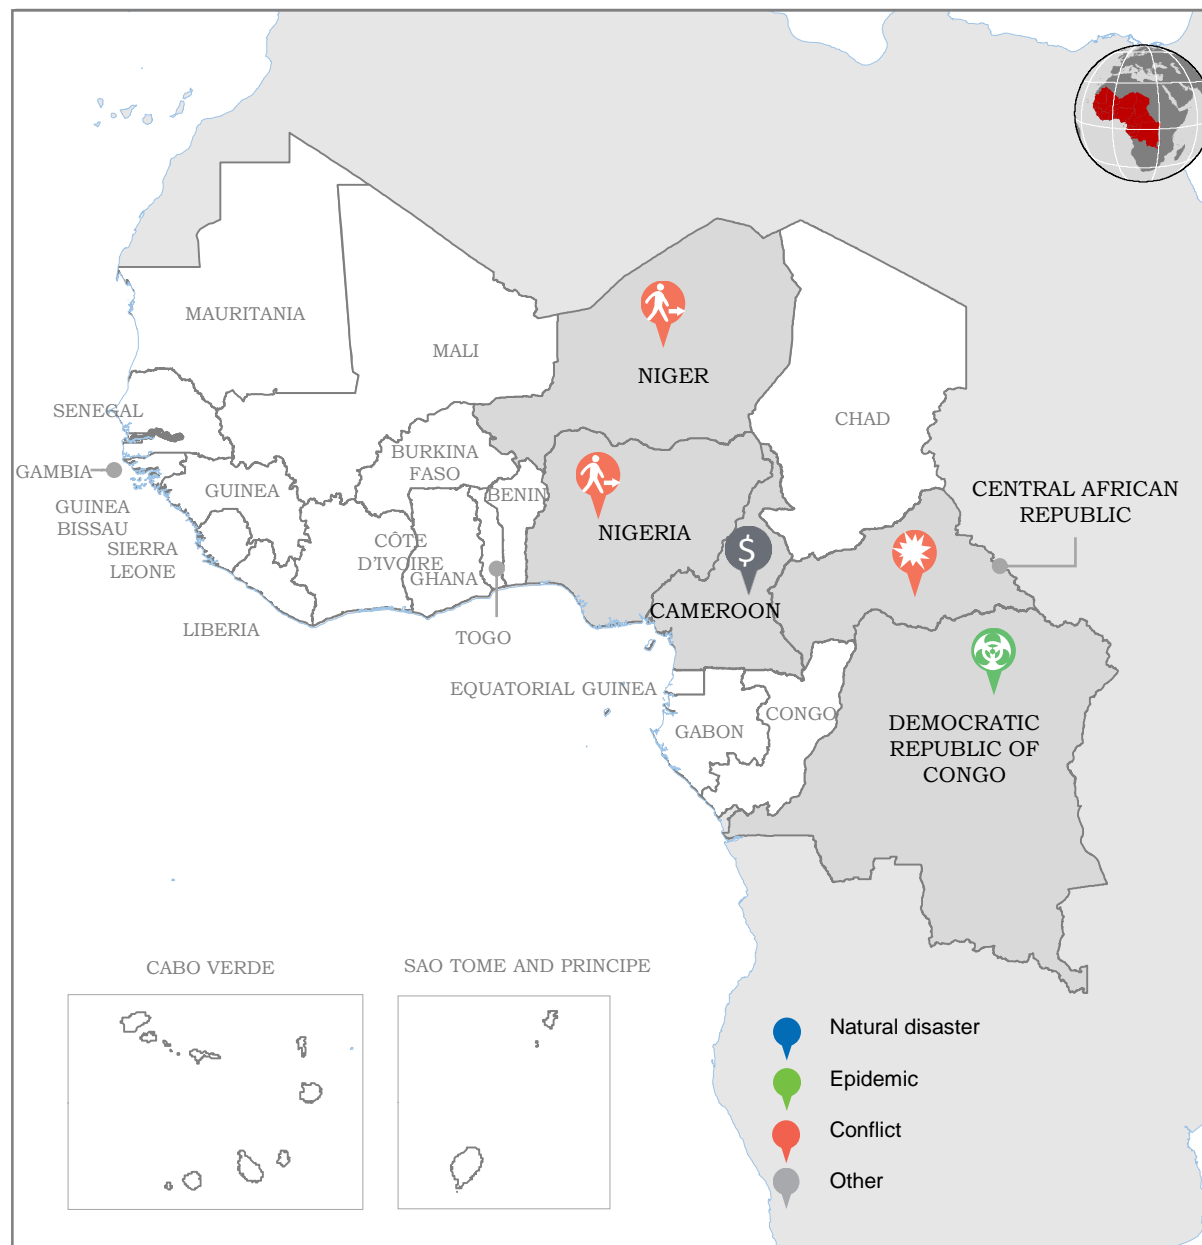 MAURITANIA
MALI
NIGER
CHAD
SENEGAL
GAMBIA
GUINEA
BISSAU
GUINEA
SIERRA
LEONE
LIBERIA
BURKINA
FASO
BENIN
CÔTE
D'IVOIRE
GHANA
TOGO
NIGERIA
$
CAMEROON
CENTRAL AFRICAN
REPUBLIC
EQUATORIAL GUINEA
GABON
CONGO
DEMOCRATIC
REPUBLIC OF
CONGO
CABO VERDE
SAO TOME AND PRINCIPE
Natural disaster
Epidemic
Conflict
Other